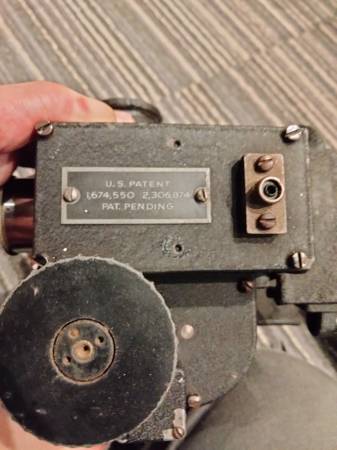 U.S. PATENT
1,674,550 2,306,874
PAT. PENDING